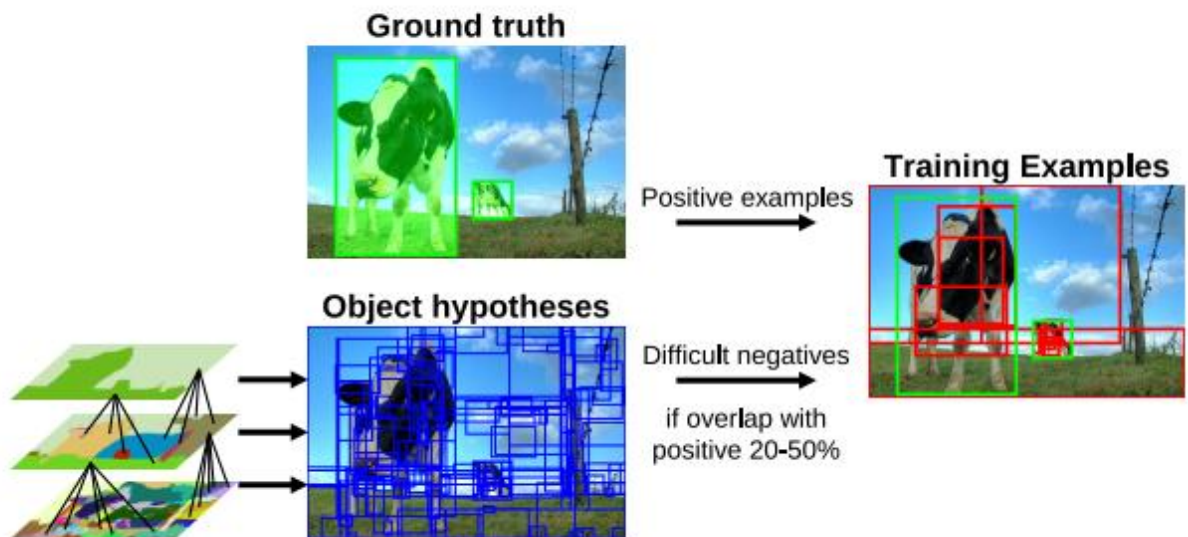 Ground truth
Positive examples
Training Examples
Object hypotheses
Difficult negatives
if overlap with
positive 20-50%